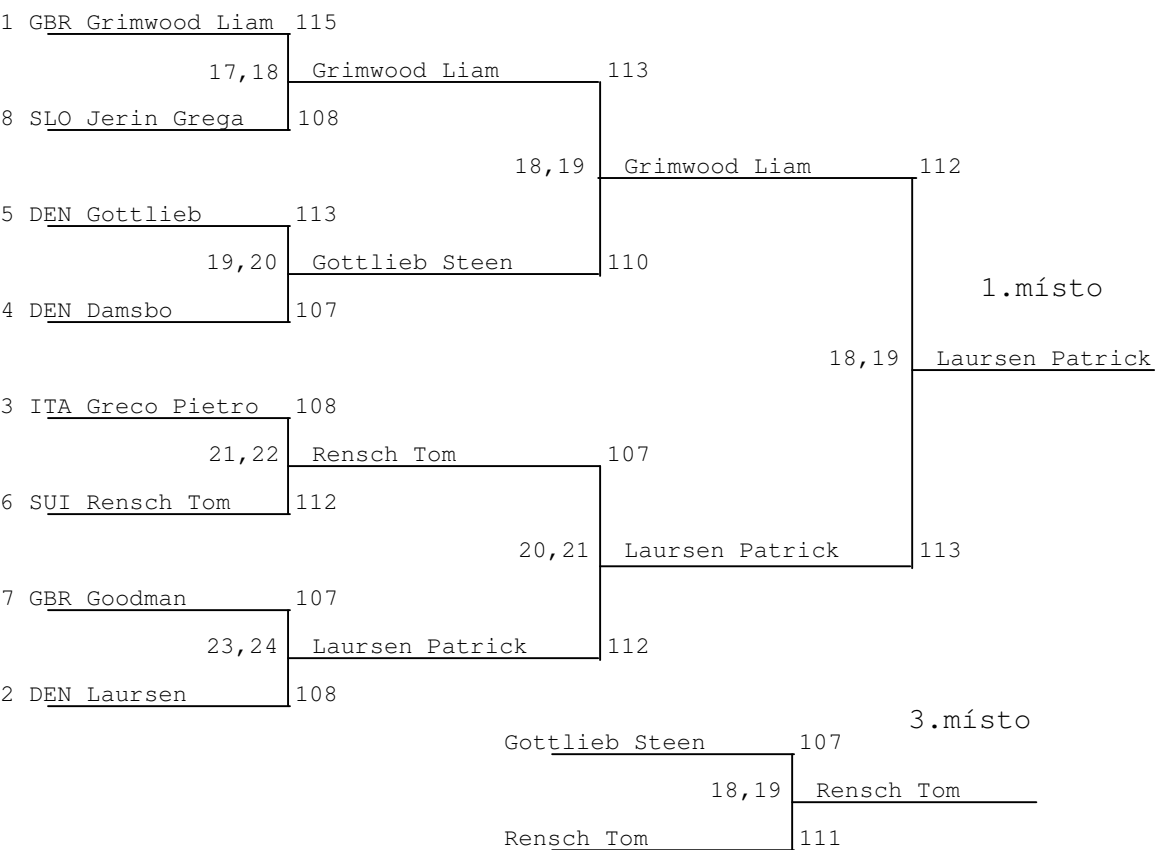 1 GBR Grimwood Liam 115
17,18 Grimwood Liam 113
8 SLO Jerin Grega 108
18,19 Grimwood Liam 112
5 DEN Gottlieb 113
19,20 Gottlieb Steen 110
1.místo
4 DEN Damsbo 107
18,19 Laursen Patrick
3 ITA Greco Pietro 108
21,22 Rensch Tom 107
6 SUI Rensch Tom 112
20,21 Laursen Patrick 113
7 GBR Goodman 107
23,24 Laursen Patrick 112
2 DEN Laursen 108
3.místo
Gottlieb Steen 107
18,19 Rensch Tom
Rensch Tom 111